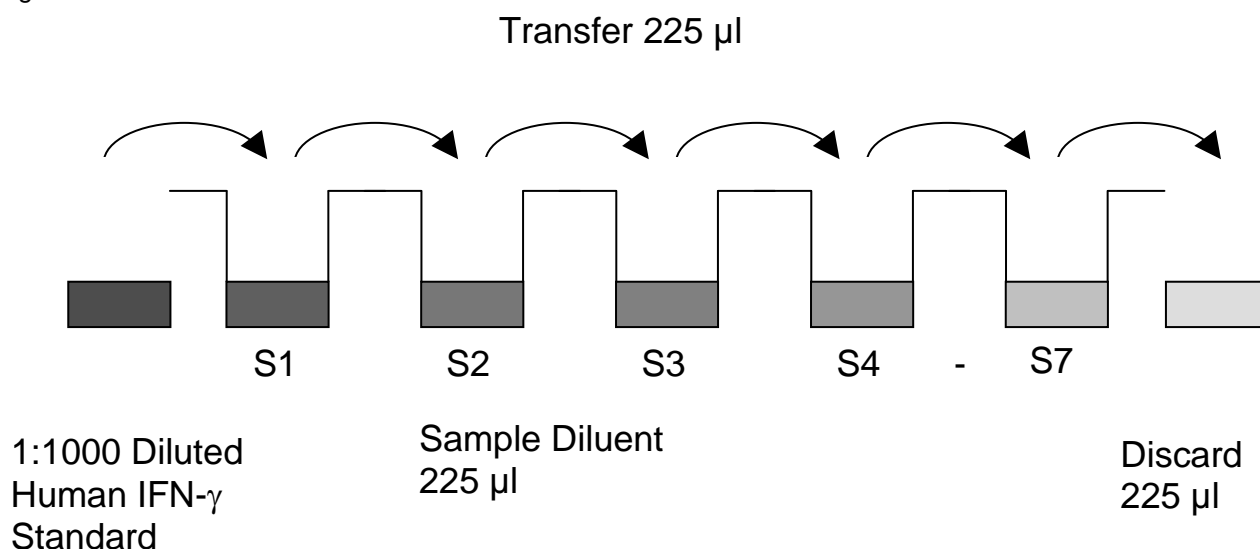 Transfer 225 µl
S1 S2 S3 S4 - S7
1:1000 Diluted
Human IFN-γ
Standard
Sample Diluent
225 µl
Discard
225 µl